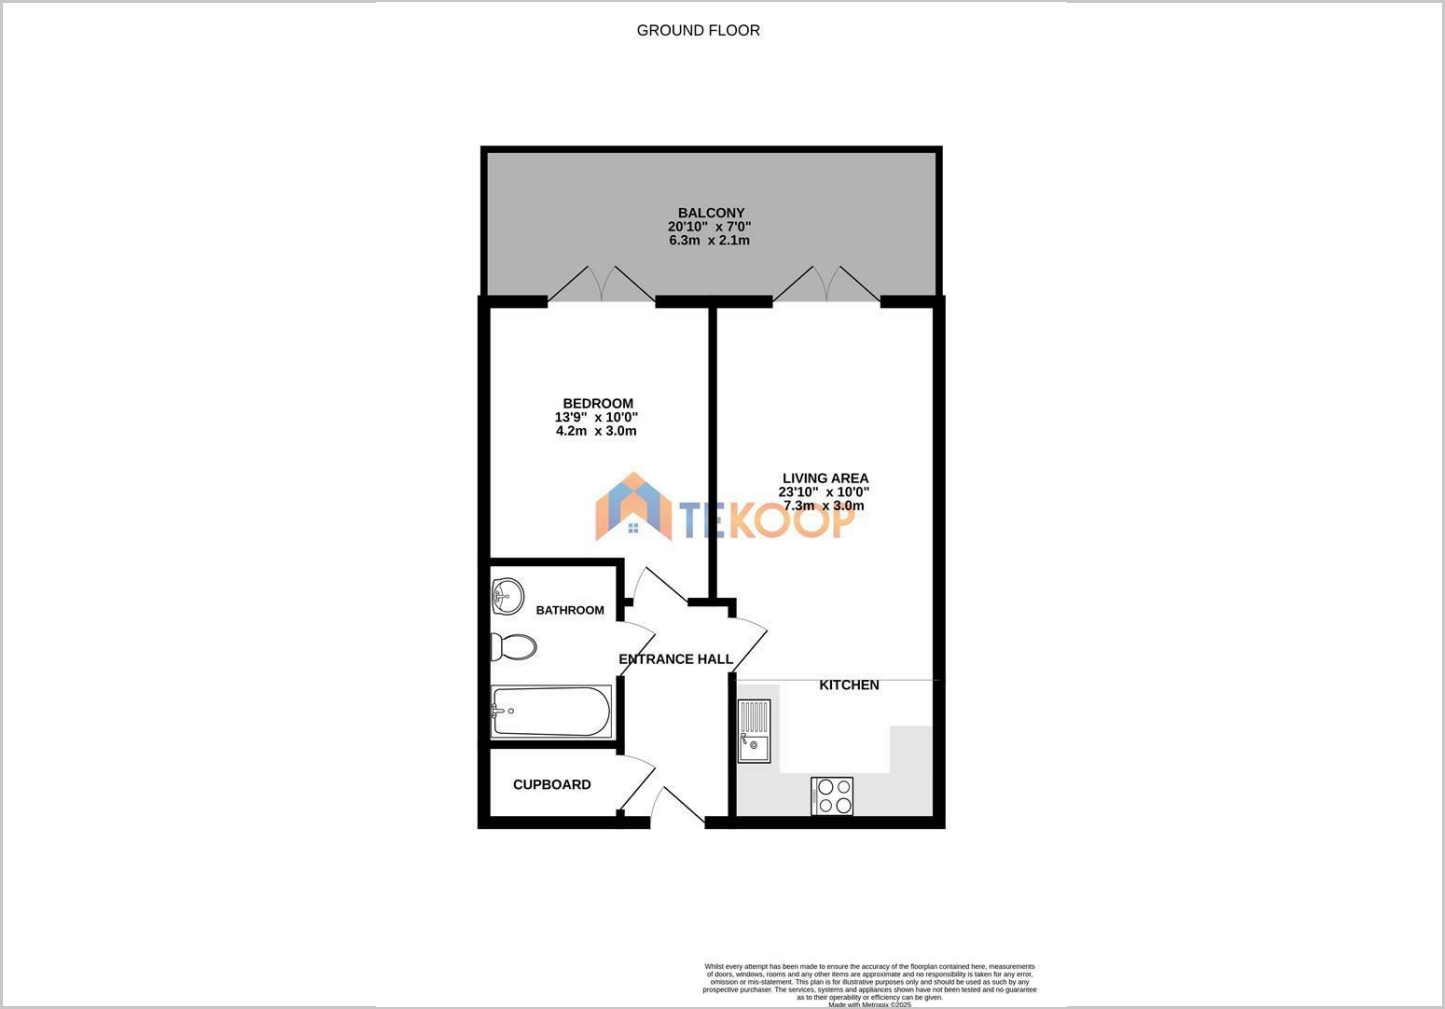 GROUND FLOOR
BALCONY
20'10" x 7'0"
6.3m x 2.1m
BEDROOM
13'9" x 10'0"
4.2m x 3.0m
LIVING AREA
23'10" x 10'0"
7.3m x 3.0m
TEKOOP
BATHROOM
ENTRANCE HALL
KITCHEN
CUPBOARD
Whilst every attempt has been made to ensure the accuracy of the floorplan contained here, measurements
of doors, windows, rooms and any other items are approximate and no responsibility is taken for any error,
omission or mis-statement. This plan is for illustrative purposes only and should be used as such by any
prospective purchaser. The services, systems and appliances shown have not been tested and no guarantee
as to their operability or efficiency can be given.
Made with Metropix ©2025